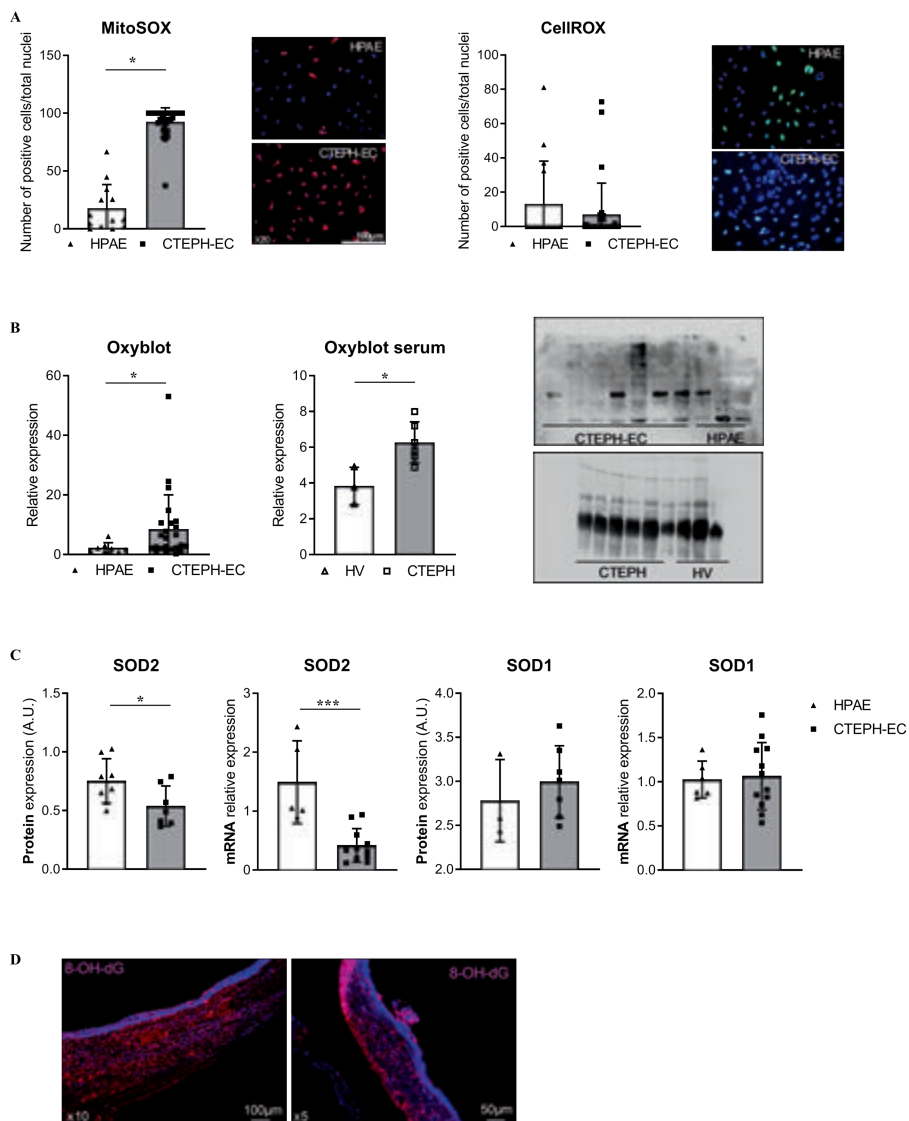 A
MitoSOX
Number of positive cells/total nuclei
150
100
50
0
*
HPAE
CTEPH-EC
HPAE
CTEPH-EC
x20
100µm
CellROX
Number of positive cells/total nuclei
100
80
60
40
20
0
HPAE
CTEPH-EC
HPAE
CTEPH-EC
B
Oxyblot
Relative expression
60
40
20
0
*
HPAE
CTEPH-EC
Oxyblot serum
Relative expression
10
8
6
4
2
0
*
HV
CTEPH
CTEPH-EC HPAE
CTEPH HV
C
SOD2
Protein expression (A.U.)
1.5
1.0
0.5
0.0
*
SOD2
mRNA relative expression
3
2
1
0
***
SOD1
Protein expression (A.U.)
4.0
3.5
3.0
2.5
2.0
SOD1
mRNA relative expression
2.0
1.5
1.0
0.5
0.0
HPAE
CTEPH-EC
D
8-OH-dG
x10
100µm
8-OH-dG
x5
50µm